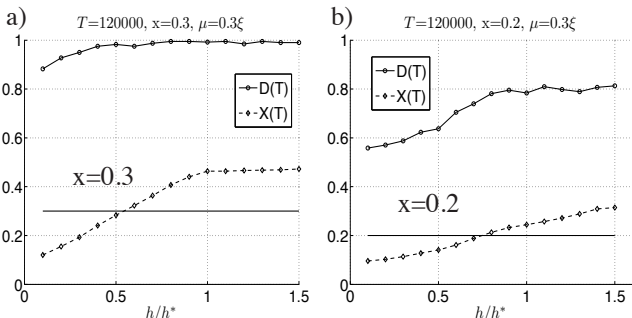 a)
T=120000, x=0.3, μ=0.3ξ
1
0.8
0.6
0.4
0.2
0
D(T)
X(T)
x=0.3
0 0.5 1 1.5
h/h*
b)
T=120000, x=0.2, μ=0.3ξ
1
0.8
0.6
0.4
0.2
0
D(T)
X(T)
x=0.2
0 0.5 1 1.5
h/h*